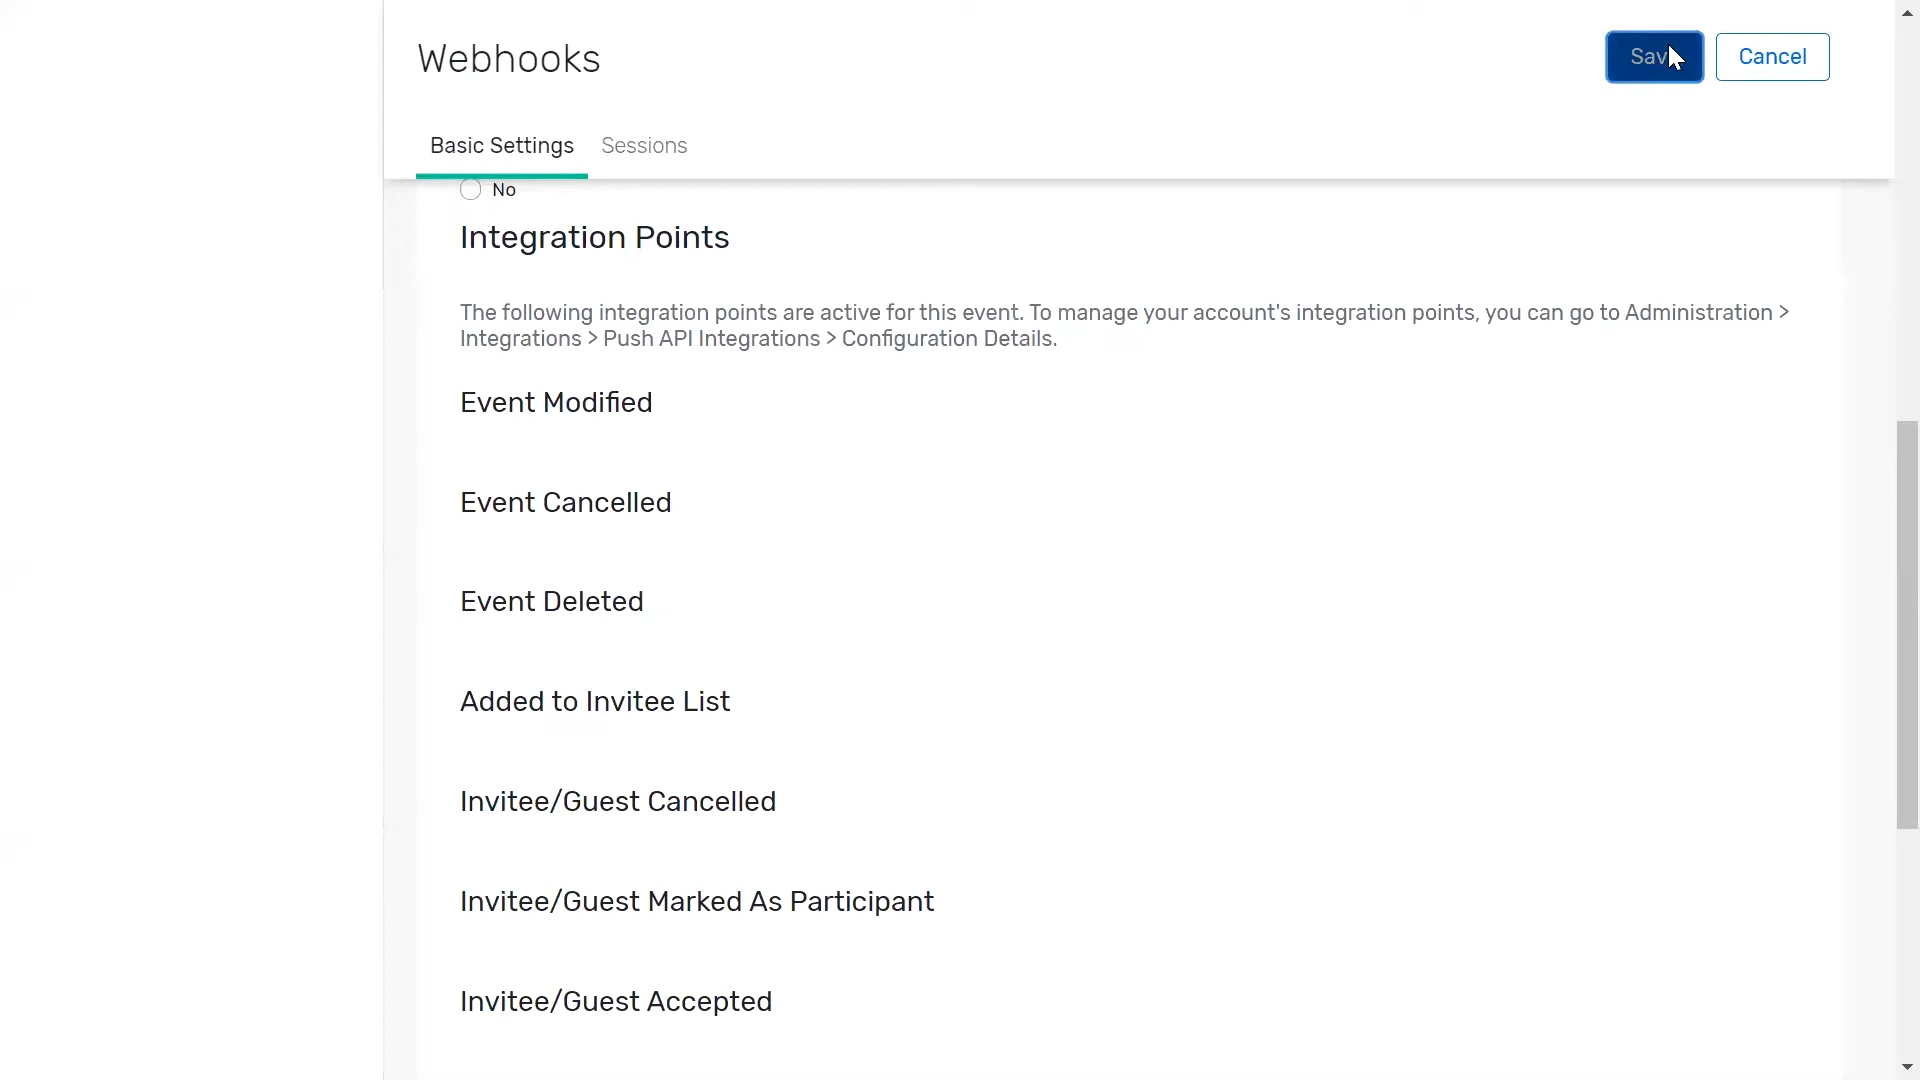 Webhooks
Sav
Cancel
Basic Settings
Sessions
No
Integration Points
The following integration points are active for this event. To manage your account's integration points, you can go to Administration >
Integrations > Push API Integrations > Configuration Details.
Event Modified
Event Cancelled
Event Deleted
Added to Invitee List
Invitee/Guest Cancelled
Invitee/Guest Marked As Participant
Invitee/Guest Accepted